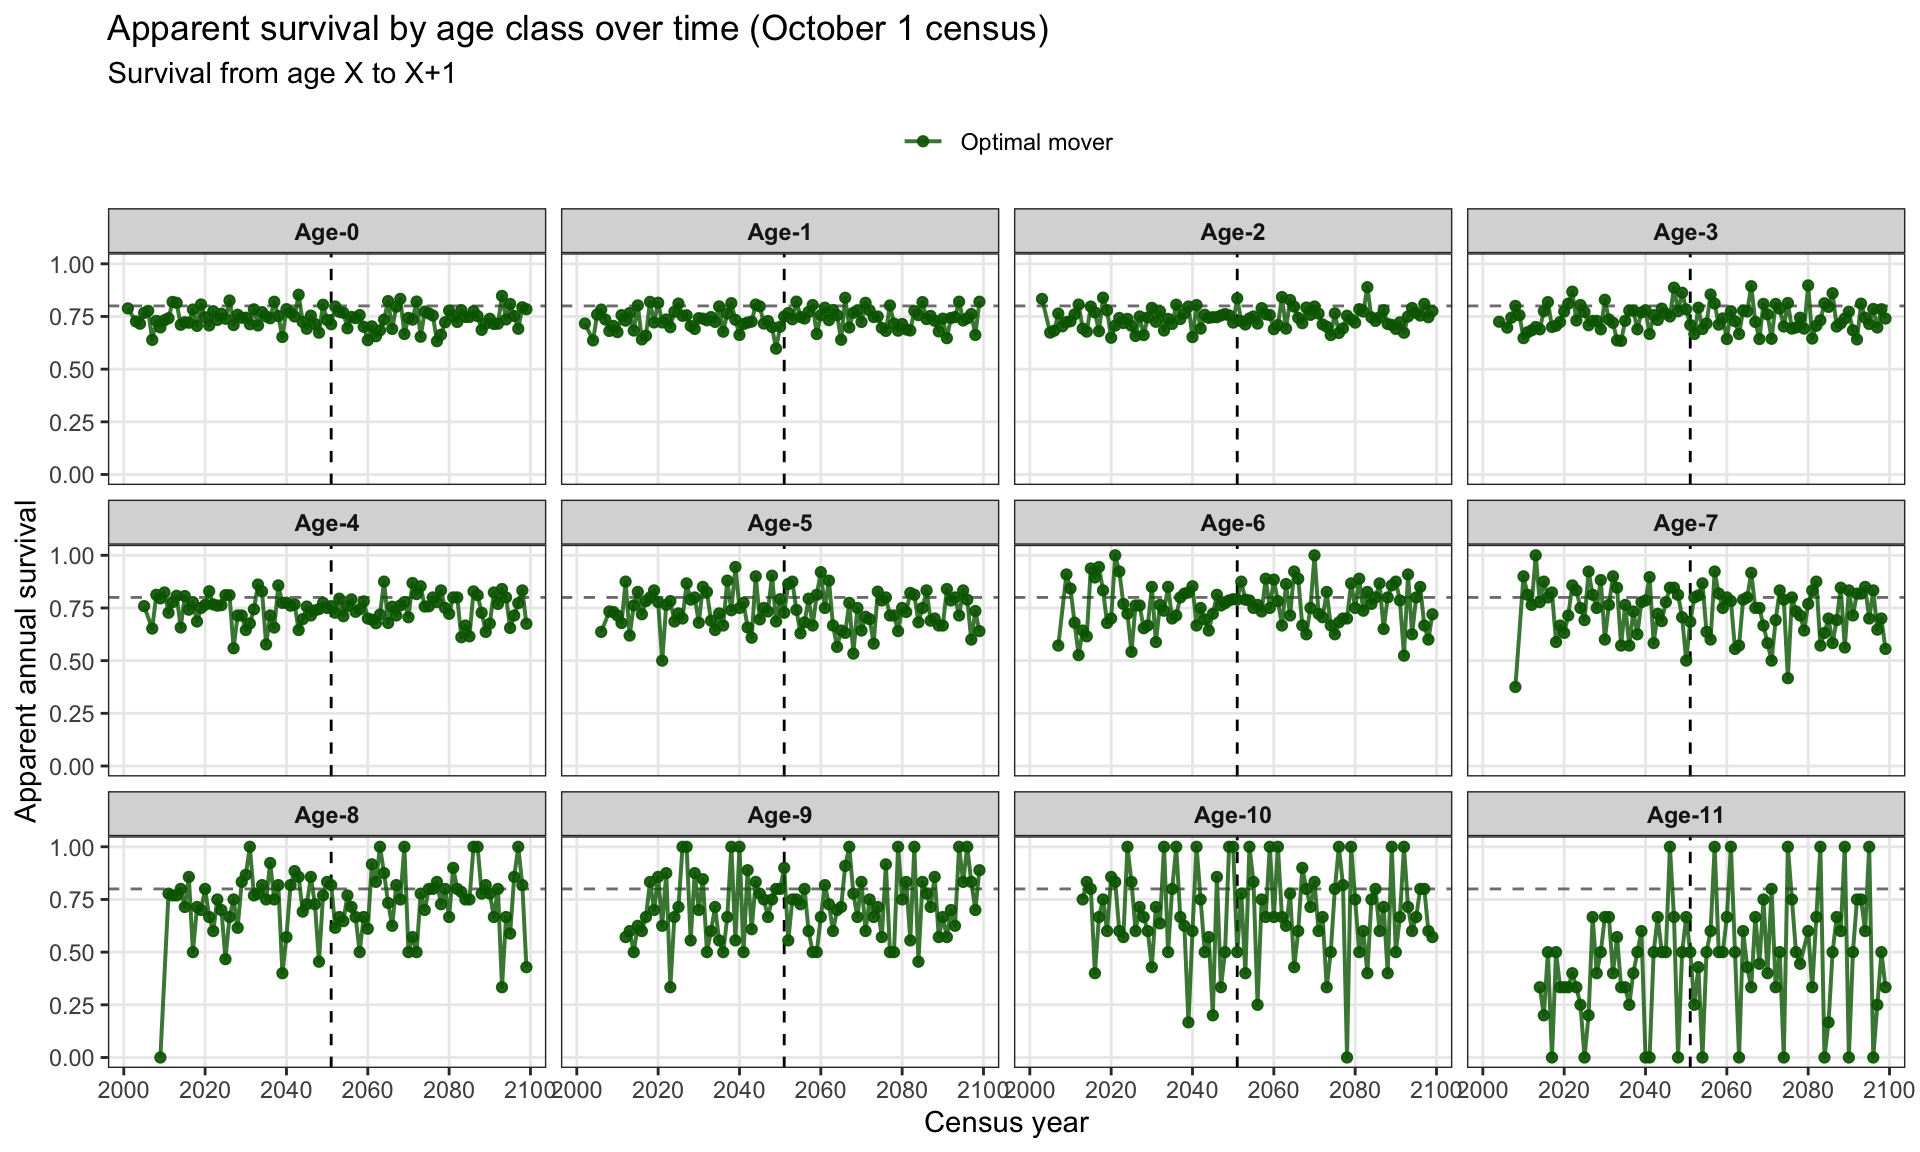 Apparent survival by age class over time (October 1 census)
Survival from age X to X+1
Optimal mover
Age-0
Age-1
Age-2
Age-3
1.00
0.75
0.50
0.25
0.00
Age-4
Age-5
Age-6
Age-7
1.00
0.75
0.50
0.25
0.00
Age-8
Age-9
Age-10
Age-11
1.00
0.75
0.50
0.25
0.00
2000 2020 2040 2060 2080 2100
2000 2020 2040 2060 2080 2100
2000 2020 2040 2060 2080 2100
2000 2020 2040 2060 2080 2100
Apparent annual survival
Census year